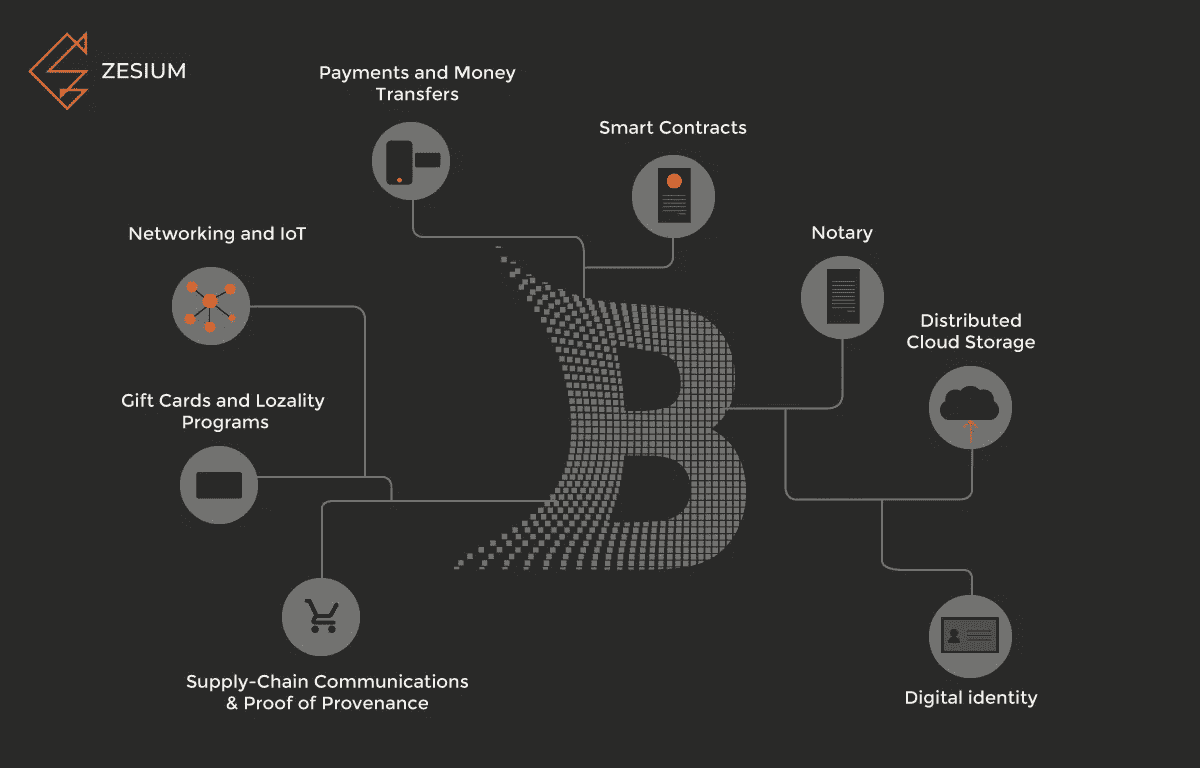 ZESIUM
Payments and Money
Transfers
Smart Contracts
Networking and IoT
Notary
Distributed
Cloud Storage
Gift Cards and Lozality
Programs
Supply-Chain Communications
& Proof of Provenance
Digital identity